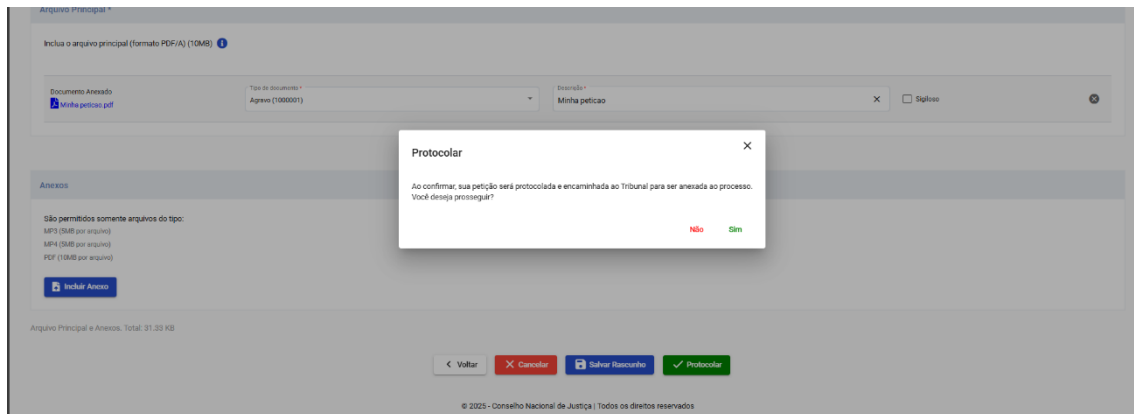 Arquivo Principal *
Inclua o arquivo principal (formato PDF/A) (10MB)
Documento Anexado
Minha peticao.pdf
Tipo de documento *
Agravo (1000001)
Descrição *
Minha peticao
Sigiloso
Protocolar
Ao confirmar, sua petição será protocolada e encaminhada ao Tribunal para ser anexada ao processo.
Você deseja prosseguir?
Não Sim
Anexos
São permitidos somente arquivos do tipo:
MP3 (5MB por arquivo)
MP4 (5MB por arquivo)
PDF (10MB por arquivo)
Incluir Anexo
Arquivo Principal e Anexos. Total: 31.33 KB
Voltar Cancelar Salvar Rascunho Protocolar
© 2025 - Conselho Nacional de Justiça | Todos os direitos reservados